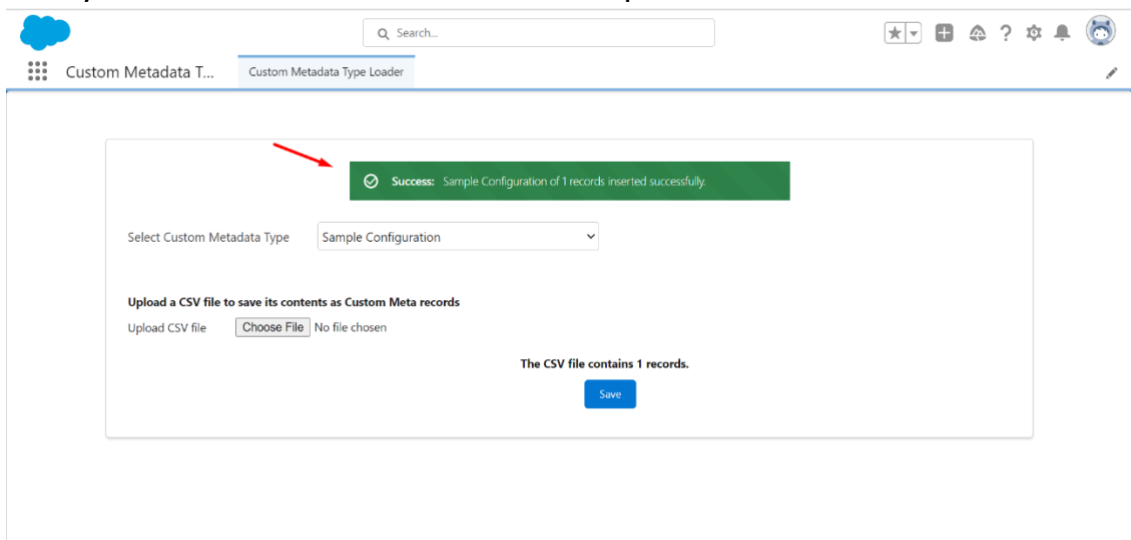 Search...
Custom Metadata T... Custom Metadata Type Loader
Success: Sample Configuration of 1 records inserted successfully.
Select Custom Metadata Type Sample Configuration
Upload a CSV file to save its contents as Custom Meta records
Upload CSV file Choose File No file chosen
The CSV file contains 1 records.
Save